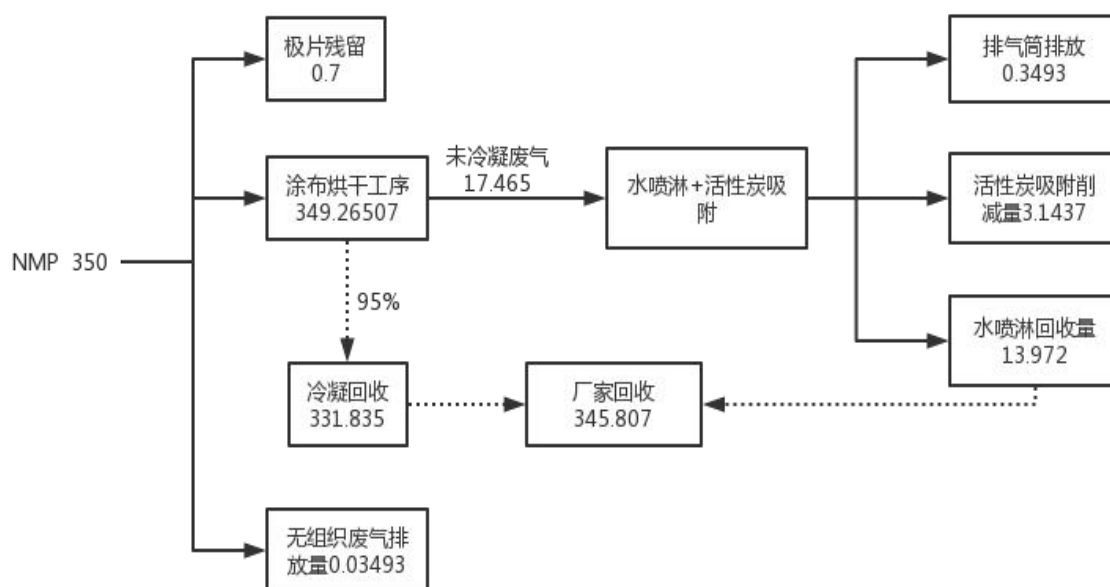 极片残留
0.7
排气筒排放
0.3493
涂布烘干工序
349.26507
未冷凝废气
17.465
水喷淋+活性炭吸
附
活性炭吸附削
减量3.1437
NMP 350
95%
水喷淋回收量
13.972
冷凝回收
331.835
厂家回收
345.807
无组织废气排
放量0.03493